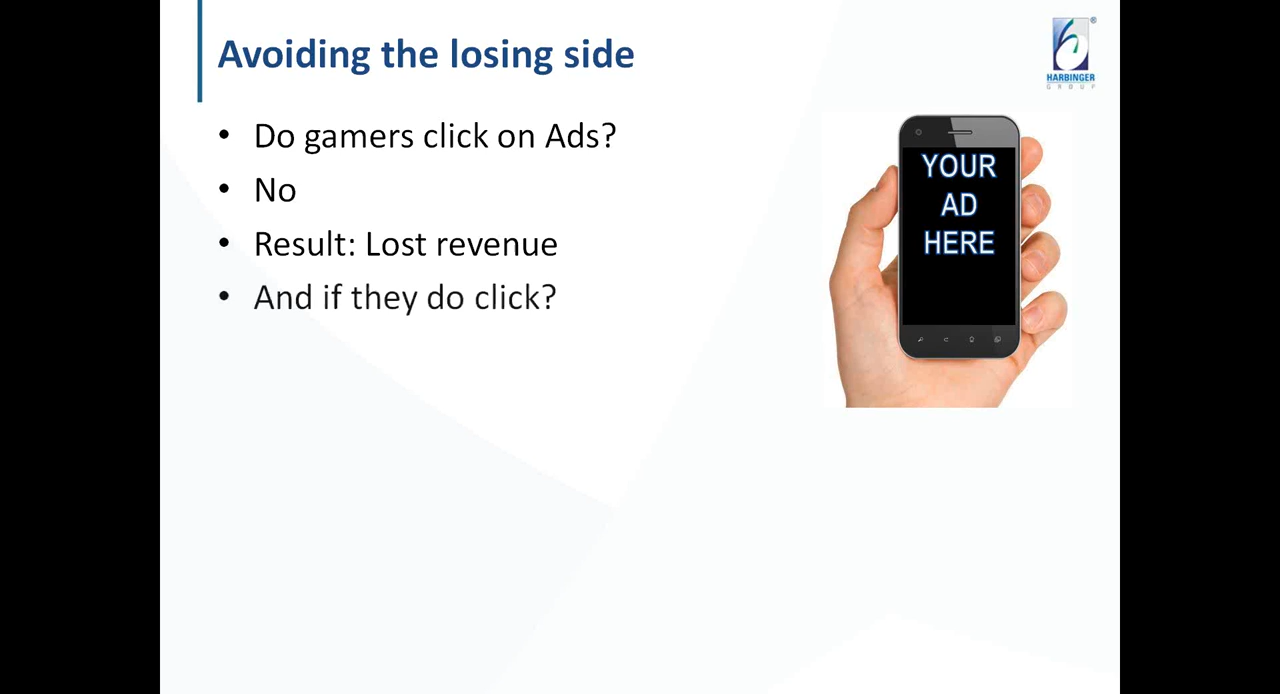 Avoiding the losing side
®
HARBINGER
GROUP
• Do gamers click on Ads?
• No
• Result: Lost revenue
• And if they do click?
YOUR
AD
HERE